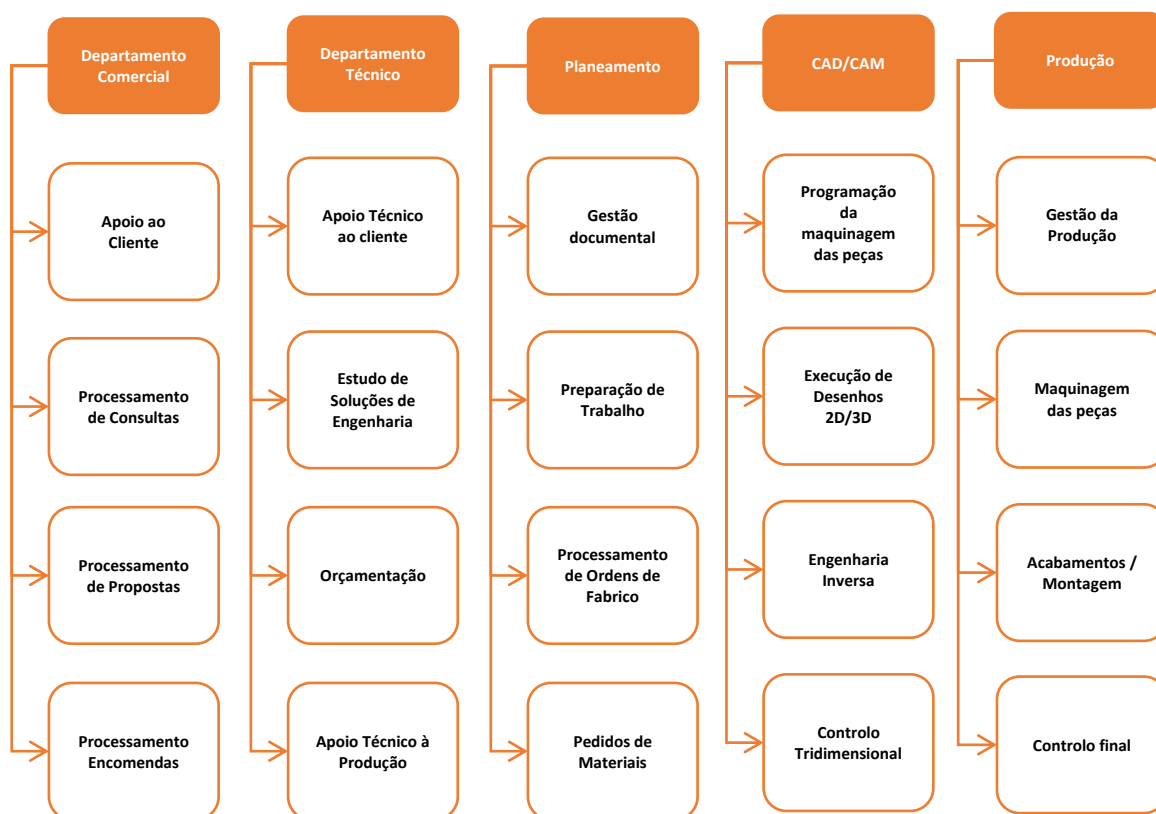 Departamento
Comercial
Apoio ao
Cliente
Processamento
de Consultas
Processamento
de Propostas
Processamento
Encomendas
Departamento
Técnico
Apoio Técnico
ao cliente
Estudo de
Soluções de
Engenharia
Orçamentação
Apoio Técnico à
Produção
Planeamento
Gestão
documental
Preparação de
Trabalho
Processamento
de Ordens de
Fabrico
Pedidos de
Materiais
CAD/CAM
Programação
da
maquinagem
das peças
Execução de
Desenhos
2D/3D
Engenharia
Inversa
Controlo
Tridimensional
Produção
Gestão da
Produção
Maquinagem
das peças
Acabamentos /
Montagem
Controlo final